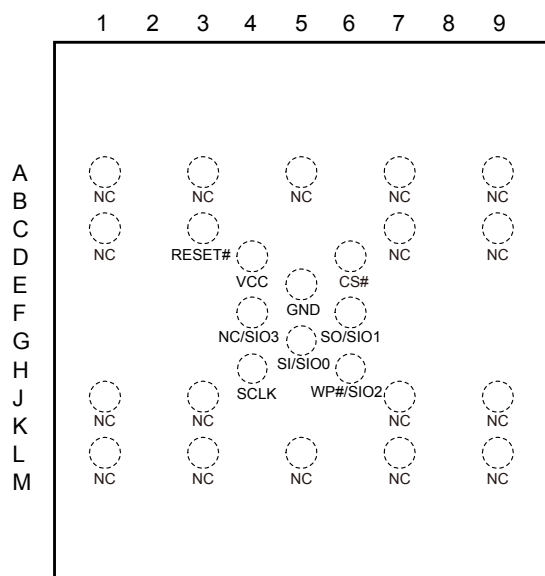 1 2 3 4 5 6 7 8 9
A
NC NC NC NC NC
B
C
NC RESET# NC NC
D
VCC CS#
E
GND
F
NC/SIO3 SO/SIO1
G
SI/SIO0
H
SCLK WP#/SIO2
J
NC NC NC NC
K
L
NC NC NC NC NC
M